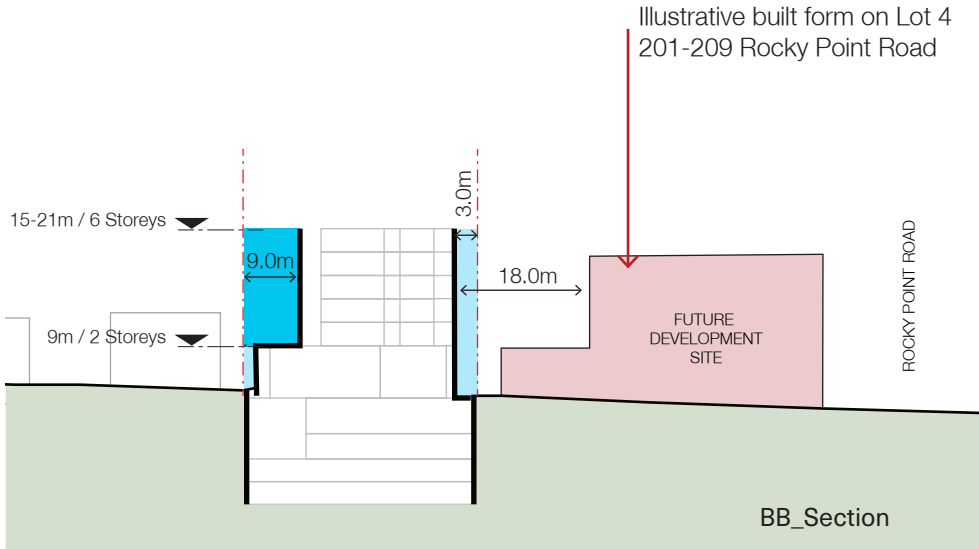 Illustrative built form on Lot 4
201-209 Rocky Point Road
3.0m
15-21m / 6 Storeys
9.0m
18.0m
9m / 2 Storeys
FUTURE
DEVELOPMENT
SITE
ROCKY POINT ROAD
BB_Section